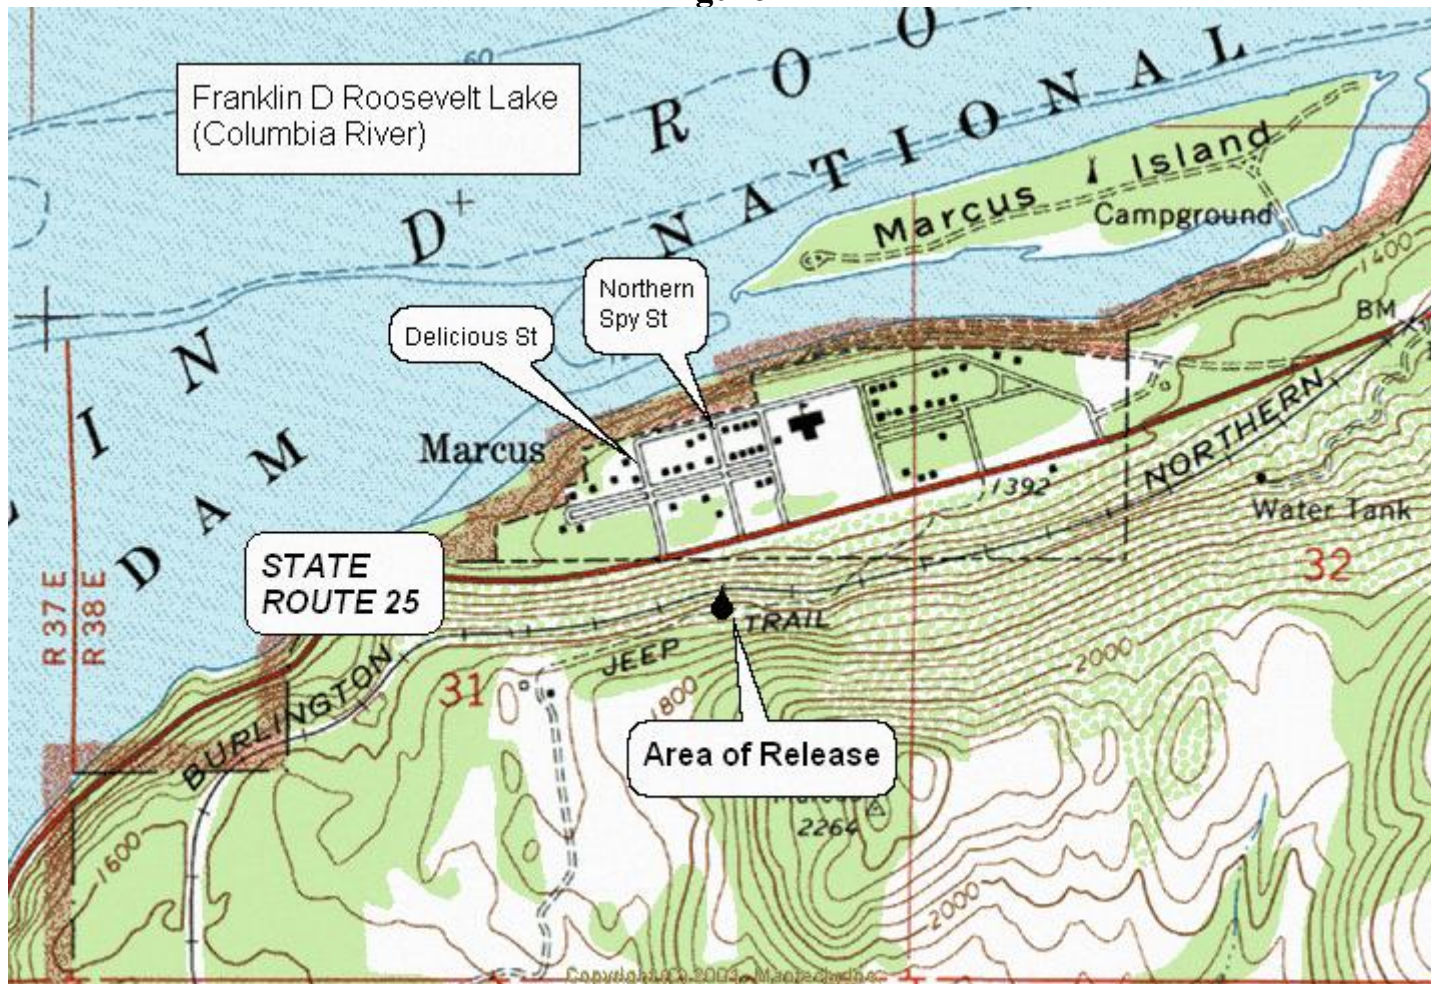 60
Franklin D Roosevelt Lake
(Columbia River)
R O O
D
NATIONAL
Marcus Island
Campground
1400
Northern
Spy St
Delicious St
BM
L I N
DAM
Marcus
NORTHERN
1392
Water Tank
STATE
ROUTE 25
32
R 37 E
R 38 E
TRAIL
JEEP
2000
BURLINGTON
31
1800
Area of Release
2264
1600
2000